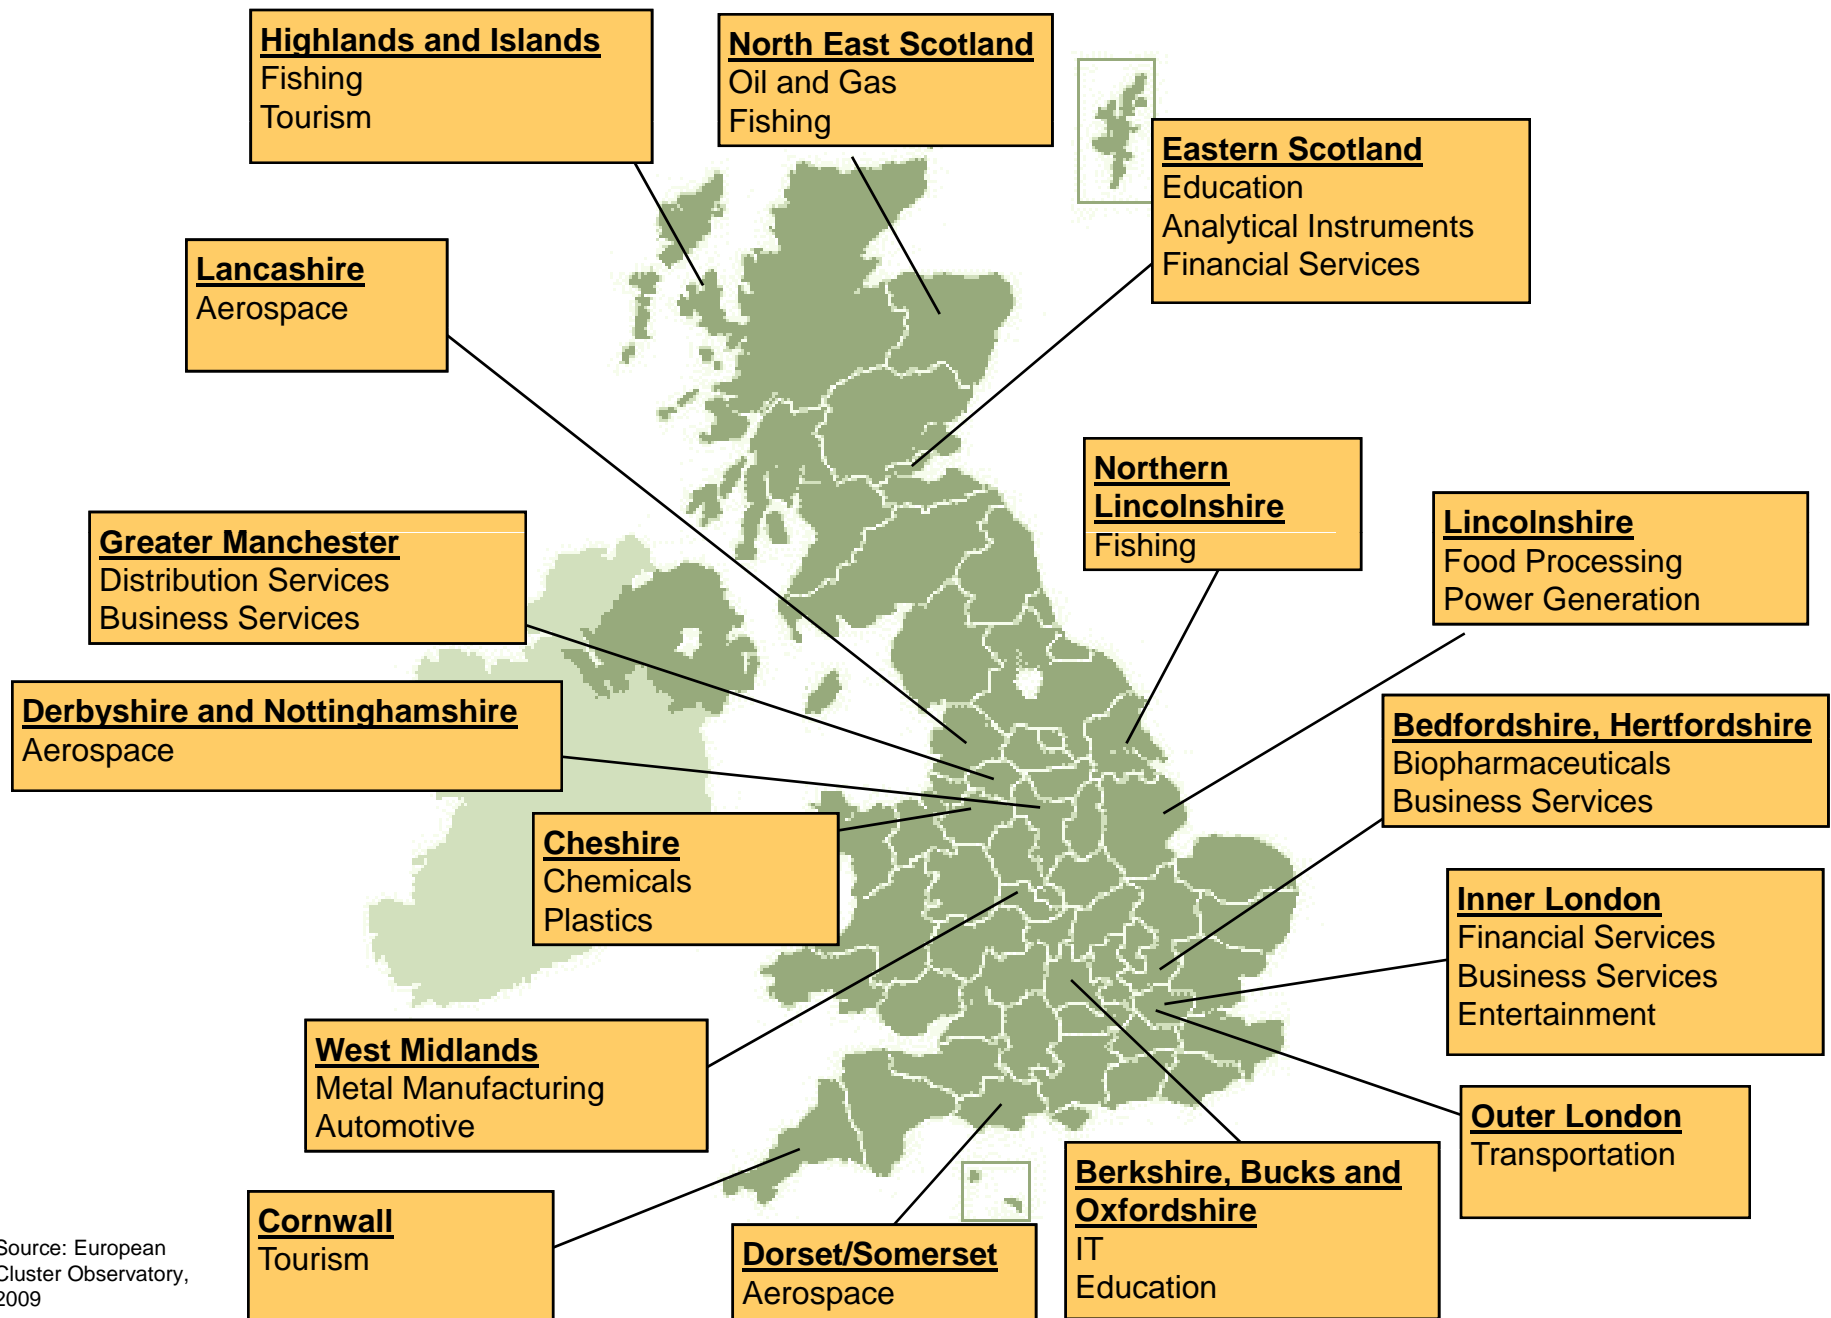 Highlands and Islands
Fishing
Tourism
North East Scotland
Oil and Gas
Fishing
Eastern Scotland
Education
Analytical Instruments
Financial Services
Lancashire
Aerospace
Northern
Lincolnshire
Fishing
Lincolnshire
Food Processing
Power Generation
Greater Manchester
Distribution Services
Business Services
Derbyshire and Nottinghamshire
Aerospace
Bedfordshire, Hertfordshire
Biopharmaceuticals
Business Services
Cheshire
Chemicals
Plastics
Inner London
Financial Services
Business Services
Entertainment
West Midlands
Metal Manufacturing
Automotive
Outer London
Transportation
Berkshire, Bucks and
Oxfordshire
IT
Education
Cornwall
Tourism
Dorset/Somerset
Aerospace
Source: European
Cluster Observatory,
2009